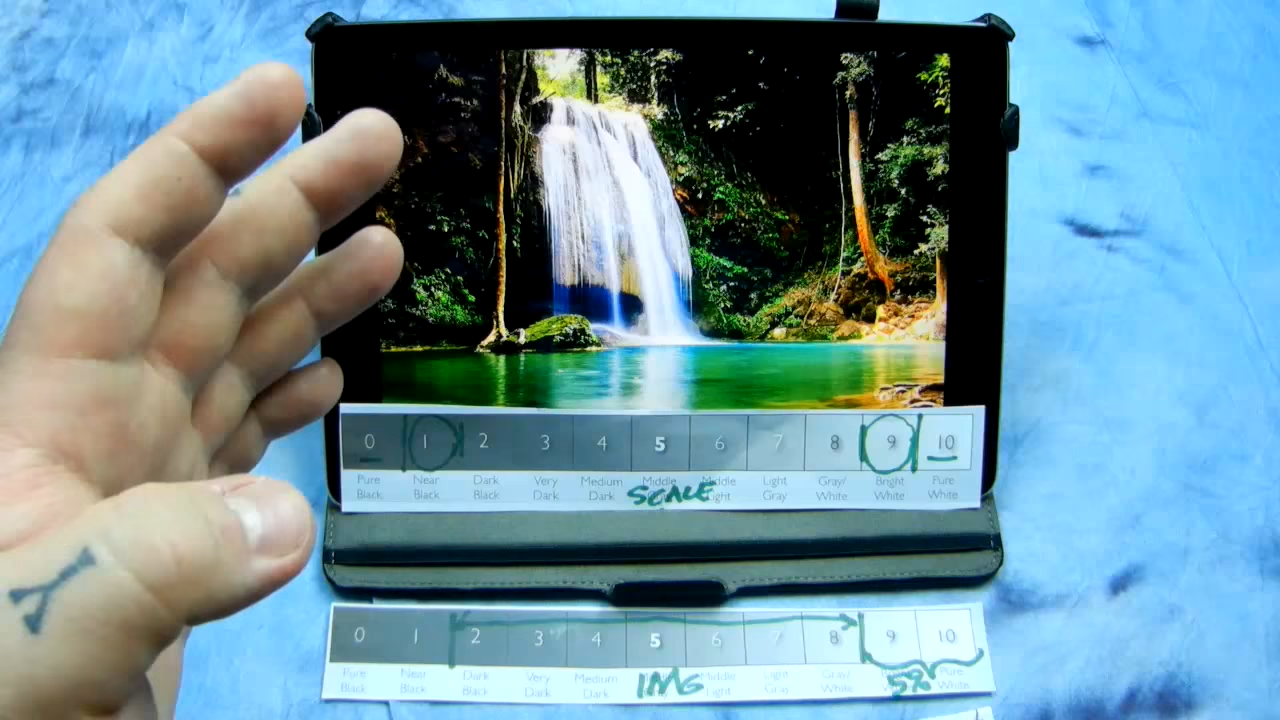 0 1 2 3 4 5 6 7 8 9 10
Pure Black Near Black Dark Black Very Dark Medium Dark Middle Middle Light Light Gray Gray/ White Bright White Pure White
SCALE
0 1 2 3 4 5 6 7 8 9 10
Pure Black Near Black Dark Black Very Dark Medium Dark Middle Light Light Gray Gray/ White Pure White
IMG
5%